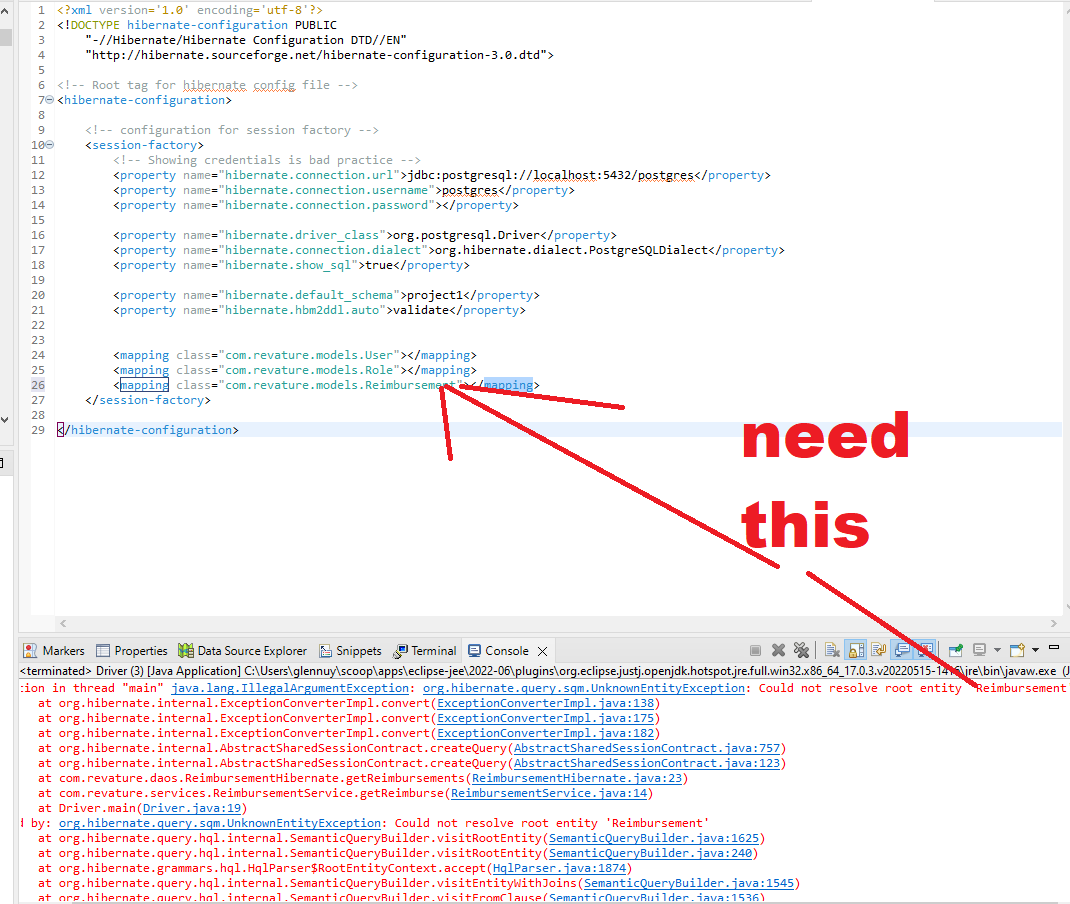 1 <?xml version='1.0' encoding='utf-8'?>
2 <!DOCTYPE hibernate-configuration PUBLIC
3 "-//Hibernate/Hibernate Configuration DTD//EN"
4 "http://hibernate.sourceforge.net/hibernate-configuration-3.0.dtd">
5
6 <!-- Root tag for hibernate config file -->
7 <hibernate-configuration>
8
9 <!-- configuration for session factory -->
10 <session-factory>
11 <!-- Showing credentials is bad practice -->
12 <property name="hibernate.connection.url">jdbc:postgresql://localhost:5432/postgres</property>
13 <property name="hibernate.connection.username">postgres</property>
14 <property name="hibernate.connection.password"></property>
15
16 <property name="hibernate.driver_class">org.postgresql.Driver</property>
17 <property name="hibernate.connection.dialect">org.hibernate.dialect.PostgreSQLDialect</property>
18 <property name="hibernate.show_sql">true</property>
19
20 <property name="hibernate.default_schema">project1</property>
21 <property name="hibernate.hbm2ddl.auto">validate</property>
22
23
24 <mapping class="com.revature.models.User"></mapping>
25 <mapping class="com.revature.models.Role"></mapping>
26 <mapping class="com.revature.models.Reimbursement"></mapping>
27 </session-factory>
28
29 </hibernate-configuration>
need
this
Markers Properties Data Source Explorer Snippets Terminal Console
<terminated> Driver (3) [Java Application] C:\Users\glennuy\scoop\apps\eclipse-jee\2022-06\plugins\org.eclipse.justj.openjdk.hotspot.jre.full.win32.x86_64_17.0.3.v20220515-1416\jre\bin\javaw.exe (J
tion in thread "main" java.lang.IllegalArgumentException: org.hibernate.query.sqm.UnknownEntityException: Could not resolve root entity 'Reimbursement'
at org.hibernate.internal.ExceptionConverterImpl.convert(ExceptionConverterImpl.java:138)
at org.hibernate.internal.ExceptionConverterImpl.convert(ExceptionConverterImpl.java:175)
at org.hibernate.internal.ExceptionConverterImpl.convert(ExceptionConverterImpl.java:182)
at org.hibernate.internal.AbstractSharedSessionContract.createQuery(AbstractSharedSessionContract.java:757)
at org.hibernate.internal.AbstractSharedSessionContract.createQuery(AbstractSharedSessionContract.java:123)
at com.revature.daos.ReimbursementHibernate.getReimbursements(ReimbursementHibernate.java:23)
at com.revature.services.ReimbursementService.getReimburse(ReimbursementService.java:14)
at Driver.main(Driver.java:19)
d by: org.hibernate.query.sqm.UnknownEntityException: Could not resolve root entity 'Reimbursement'
at org.hibernate.query.hql.internal.SemanticQueryBuilder.visitRootEntity(SemanticQueryBuilder.java:1625)
at org.hibernate.query.hql.internal.SemanticQueryBuilder.visitRootEntity(SemanticQueryBuilder.java:240)
at org.hibernate.grammars.hql.HqlParser$RootEntityContext.accept(HqlParser.java:1874)
at org.hibernate.query.hql.internal.SemanticQueryBuilder.visitEntityWithJoins(SemanticQueryBuilder.java:1545)
at org.hibernate.query.hql.internal.SemanticQueryBuilder.visitFromClause(SemanticQueryBuilder.java:1536)